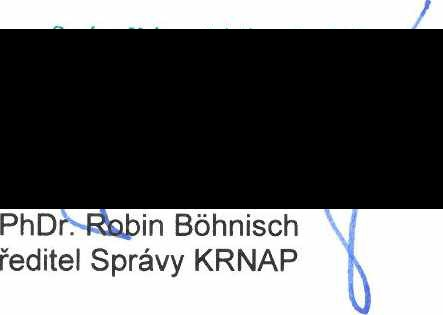 PhDr. Robin Böhnisch
ředitel Správy KRNAP